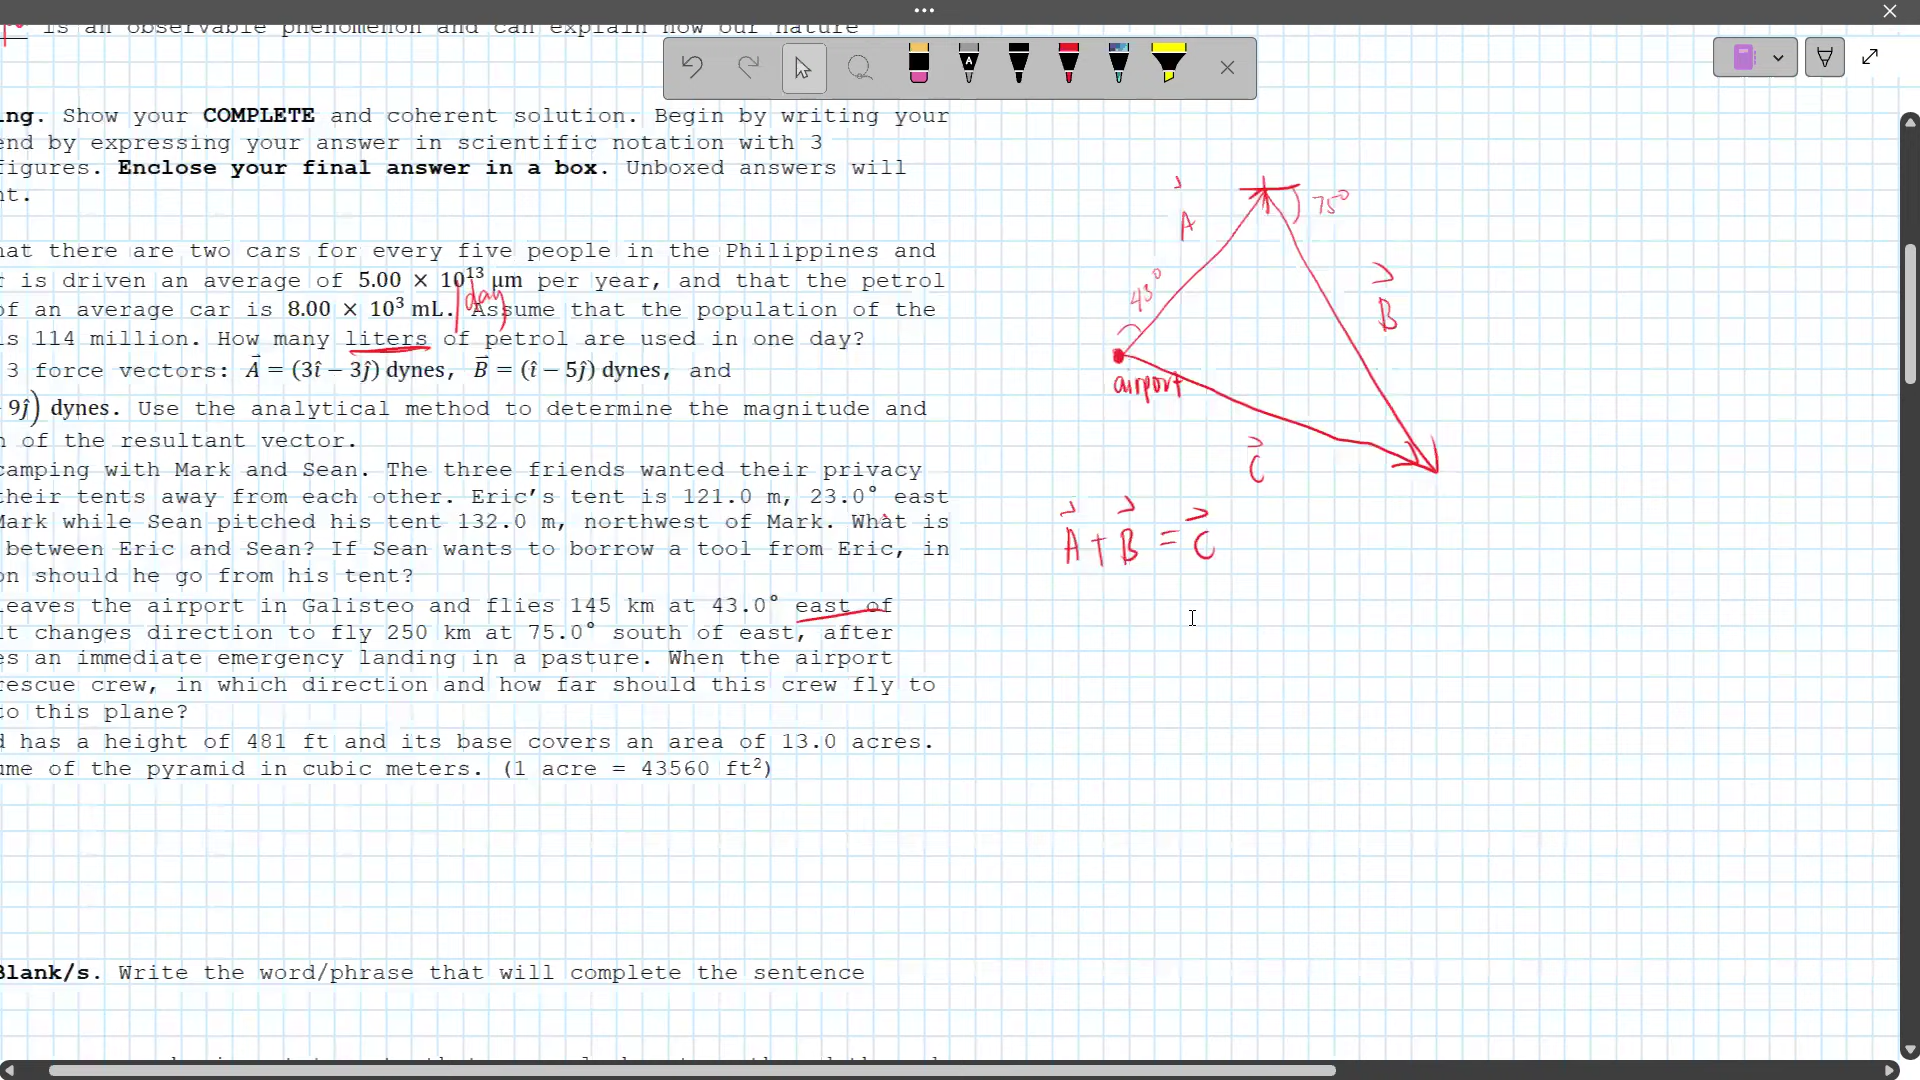 is an observable phenomenon and can explain how our nature
ing. Show your COMPLETE and coherent solution. Begin by writing your
end by expressing your answer in scientific notation with 3
figures. Enclose your final answer in a box. Unboxed answers will
nt.
hat there are two cars for every five people in the Philippines and
r is driven an average of 5.00 × 10¹³ μm per year, and that the petrol
of an average car is 8.00 × 10³ mL. /day Assume that the population of the
is 114 million. How many liters of petrol are used in one day?
3 force vectors: A⃗ = (3î − 3ĵ) dynes, B⃗ = (î − 5ĵ) dynes, and
9ĵ) dynes. Use the analytical method to determine the magnitude and
n of the resultant vector.
camping with Mark and Sean. The three friends wanted their privacy
their tents away from each other. Eric's tent is 121.0 m, 23.0° east
Mark while Sean pitched his tent 132.0 m, northwest of Mark. What is
between Eric and Sean? If Sean wants to borrow a tool from Eric, in
on should he go from his tent?
leaves the airport in Galisteo and flies 145 km at 43.0° east of
it changes direction to fly 250 km at 75.0° south of east, after
es an immediate emergency landing in a pasture. When the airport
rescue crew, in which direction and how far should this crew fly to
to this plane?
d has a height of 481 ft and its base covers an area of 13.0 acres.
ume of the pyramid in cubic meters. (1 acre = 43560 ft²)
Blank/s. Write the word/phrase that will complete the sentence
A⃗
75°
43°
B⃗
airport
C⃗
A⃗ + B⃗ = C⃗